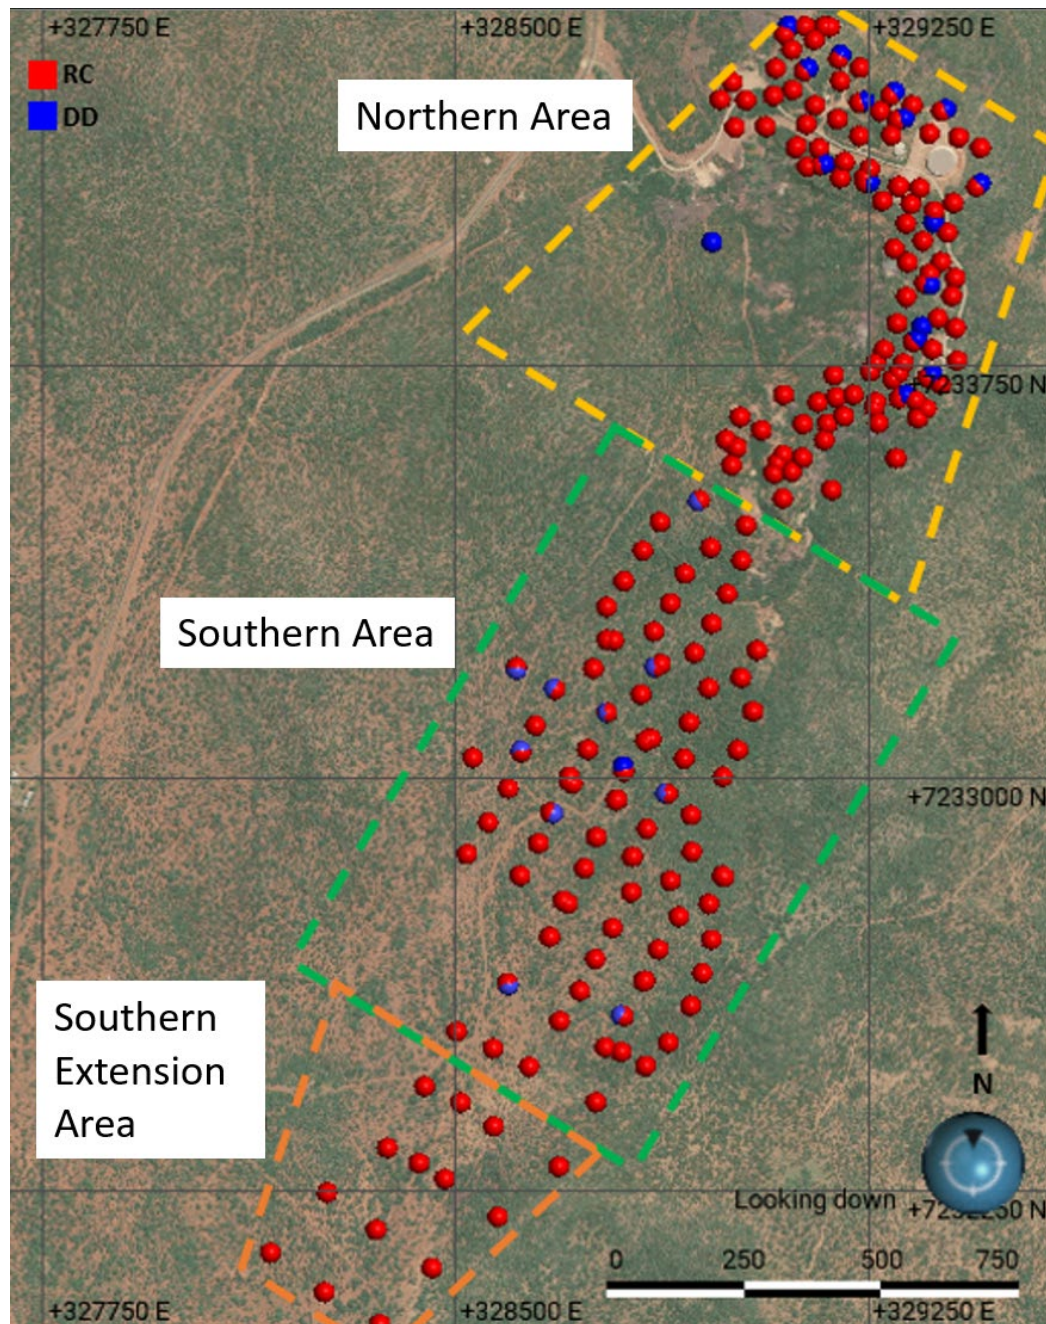 +327750 E
+328500 E
+329250 E
RC
DD
Northern Area
+7233750 N
Southern Area
+7233000 N
Southern
Extension
Area
N
Looking down
+7232250 N
0
250
500
750
+327750 E
+328500 E
+329250 E